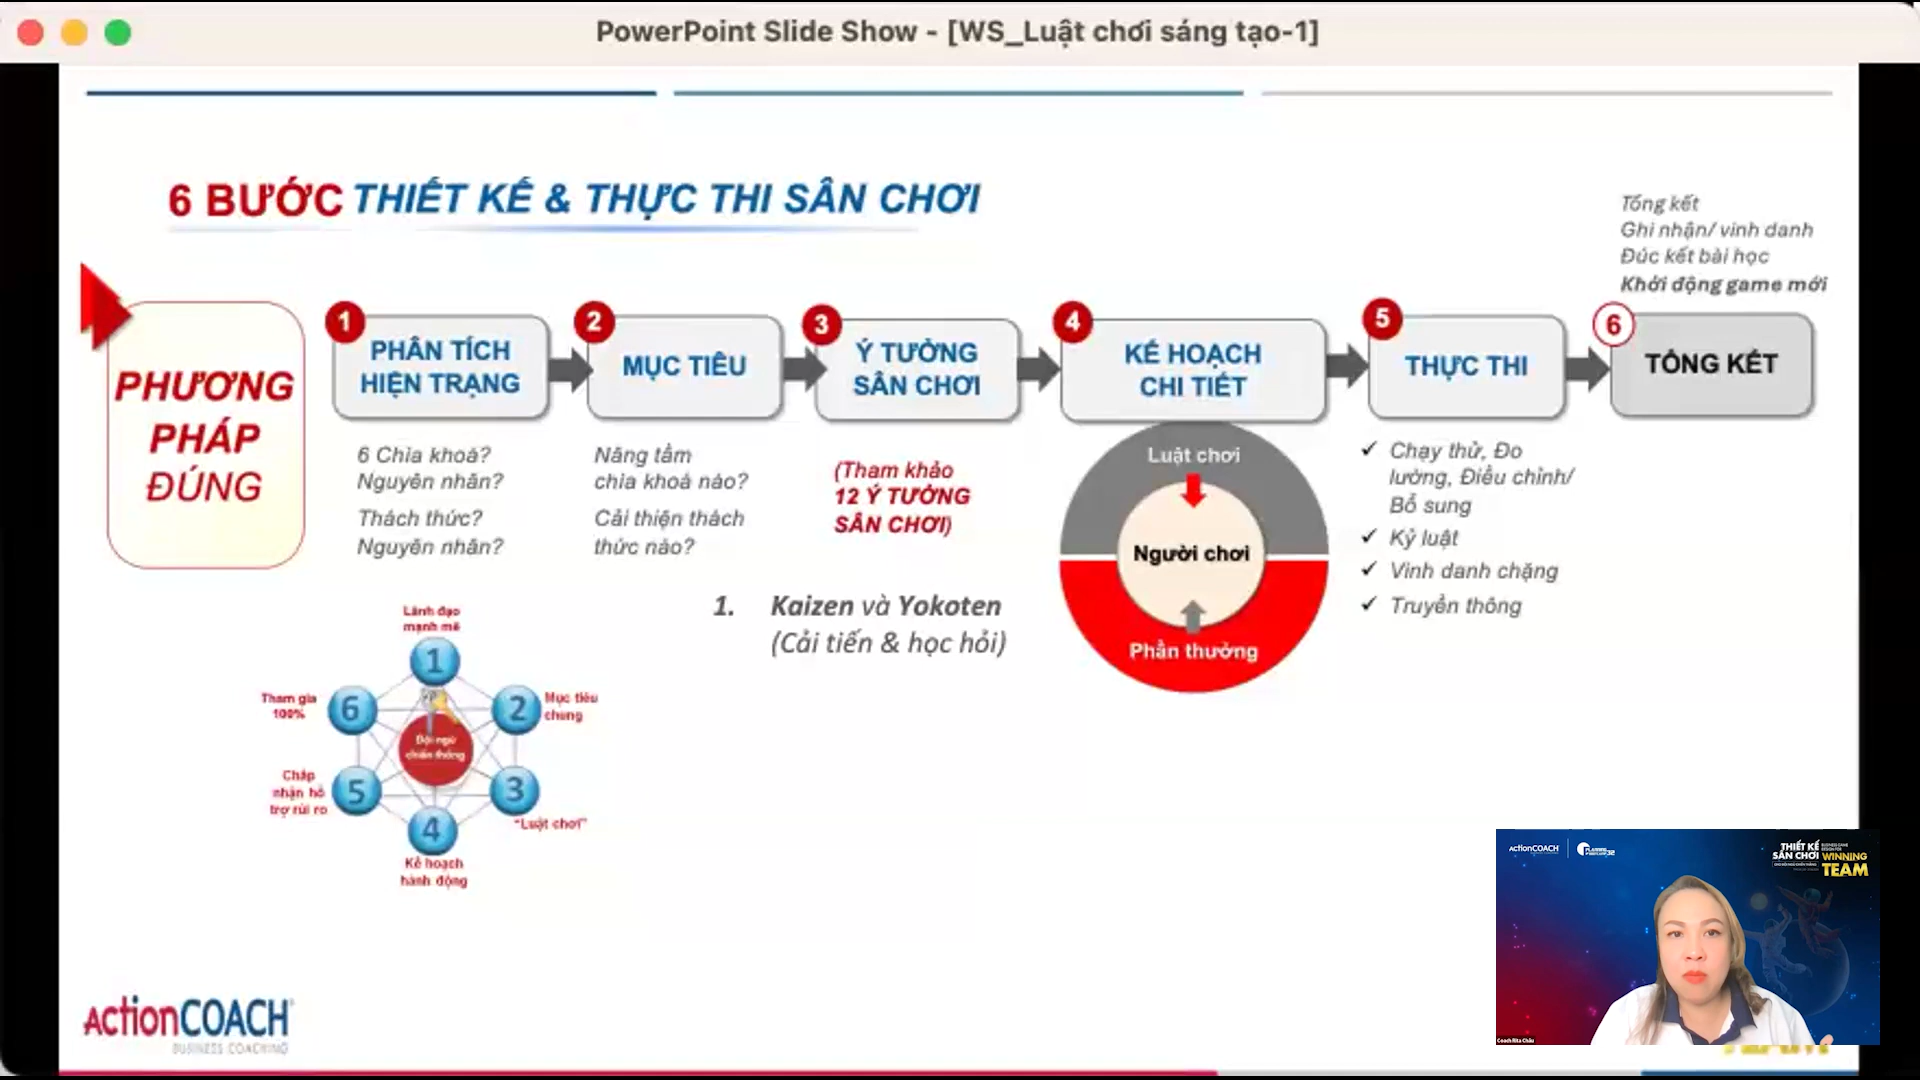 PowerPoint Slide Show - [WS_Luật chơi sáng tạo-1]
6 BƯỚC THIẾT KẾ & THỰC THI SÂN CHƠI
Tổng kết
Ghi nhận/ vinh danh
Đúc kết bài học
Khởi động game mới
PHƯƠNG
PHÁP
ĐÚNG
1
PHÂN TÍCH
HIỆN TRẠNG
2
MỤC TIÊU
3
Ý TƯỞNG
SÂN CHƠI
4
KẾ HOẠCH
CHI TIẾT
5
THỰC THI
6
TỔNG KẾT
6 Chìa khoá?
Nguyên nhân?
Thách thức?
Nguyên nhân?
Nâng tầm
chìa khoá nào?
Cải thiện thách
thức nào?
(Tham khảo
12 Ý TƯỞNG
SÂN CHƠI)
1. Kaizen và Yokoten
(Cải tiến & học hỏi)
Luật chơi
Người chơi
Phần thưởng
✓ Chạy thử, Đo
lường, Điều chỉnh/
Bổ sung
✓ Kỷ luật
✓ Vinh danh chặng
✓ Truyền thông
Lãnh đạo
mạnh mẽ
1
Tham gia
100%
6
2
Mục tiêu
chung
Đội ngũ
chiến thắng
Chấp
nhận hỗ
trợ rủi ro
5
3
"Luật chơi"
4
Kế hoạch
hành động
ActionCOACH
BUSINESS COACHING
ActionCOACH
THIẾT KẾ
SÂN CHƠI
WINNING
TEAM
Coach Rita Châu